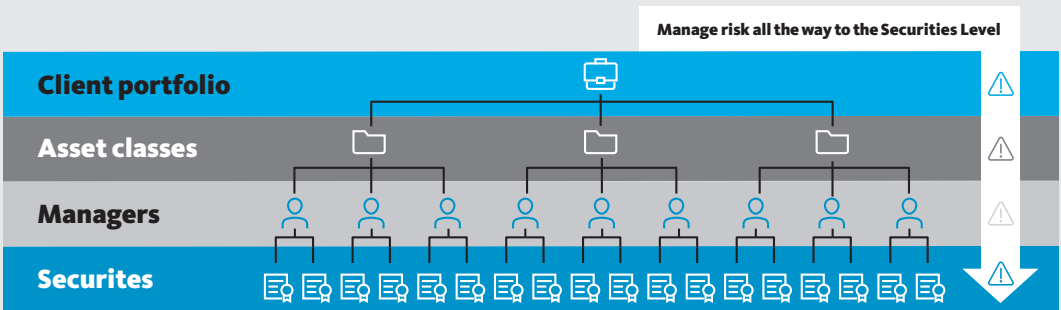 Manage risk all the way to the Securities Level
Client portfolio
Asset classes
Managers
Securites